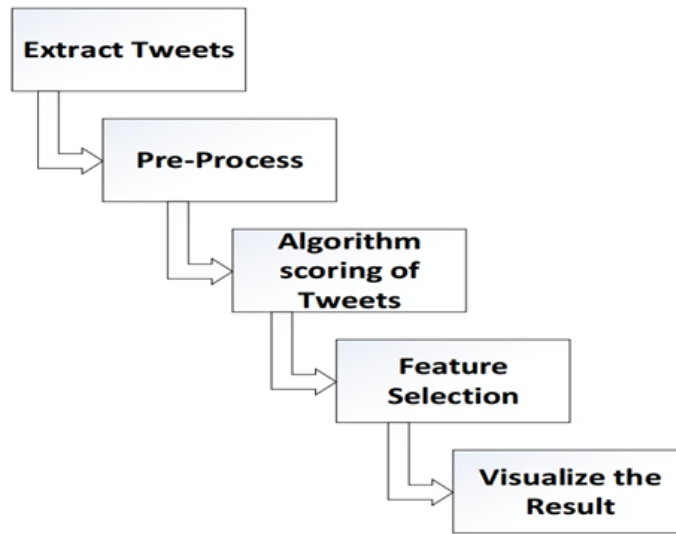 Extract Tweets
Pre-Process
Algorithm
scoring of
Tweets
Feature
Selection
Visualize the
Result